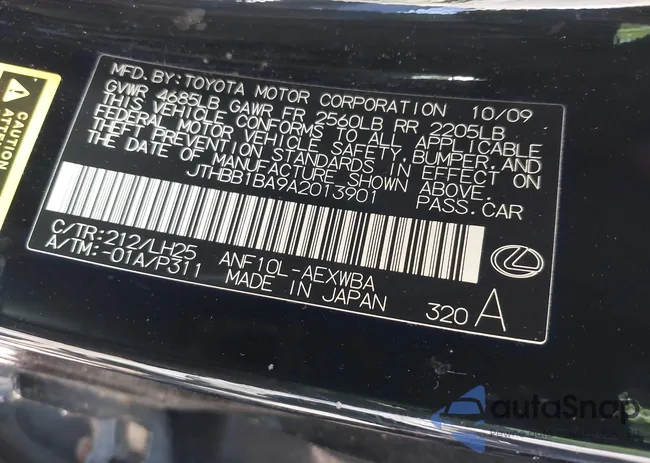 CAUTION
MFD. BY: TOYOTA MOTOR CORPORATION 10/09
GVWR 4685LB GAWR FR 2560LB RR 2205LB
THIS VEHICLE CONFORMS TO ALL APPLICABLE
FEDERAL MOTOR VEHICLE SAFETY, BUMPER, AND
THEFT PREVENTION STANDARDS IN EFFECT ON
THE DATE OF MANUFACTURE SHOWN ABOVE.
JTHBB1BA9A2013901 PASS. CAR
C/TR:212/LH25 ANF10L-AEXWBA
A/TM:-01A/P311 MADE IN JAPAN 320 A
autoSnap